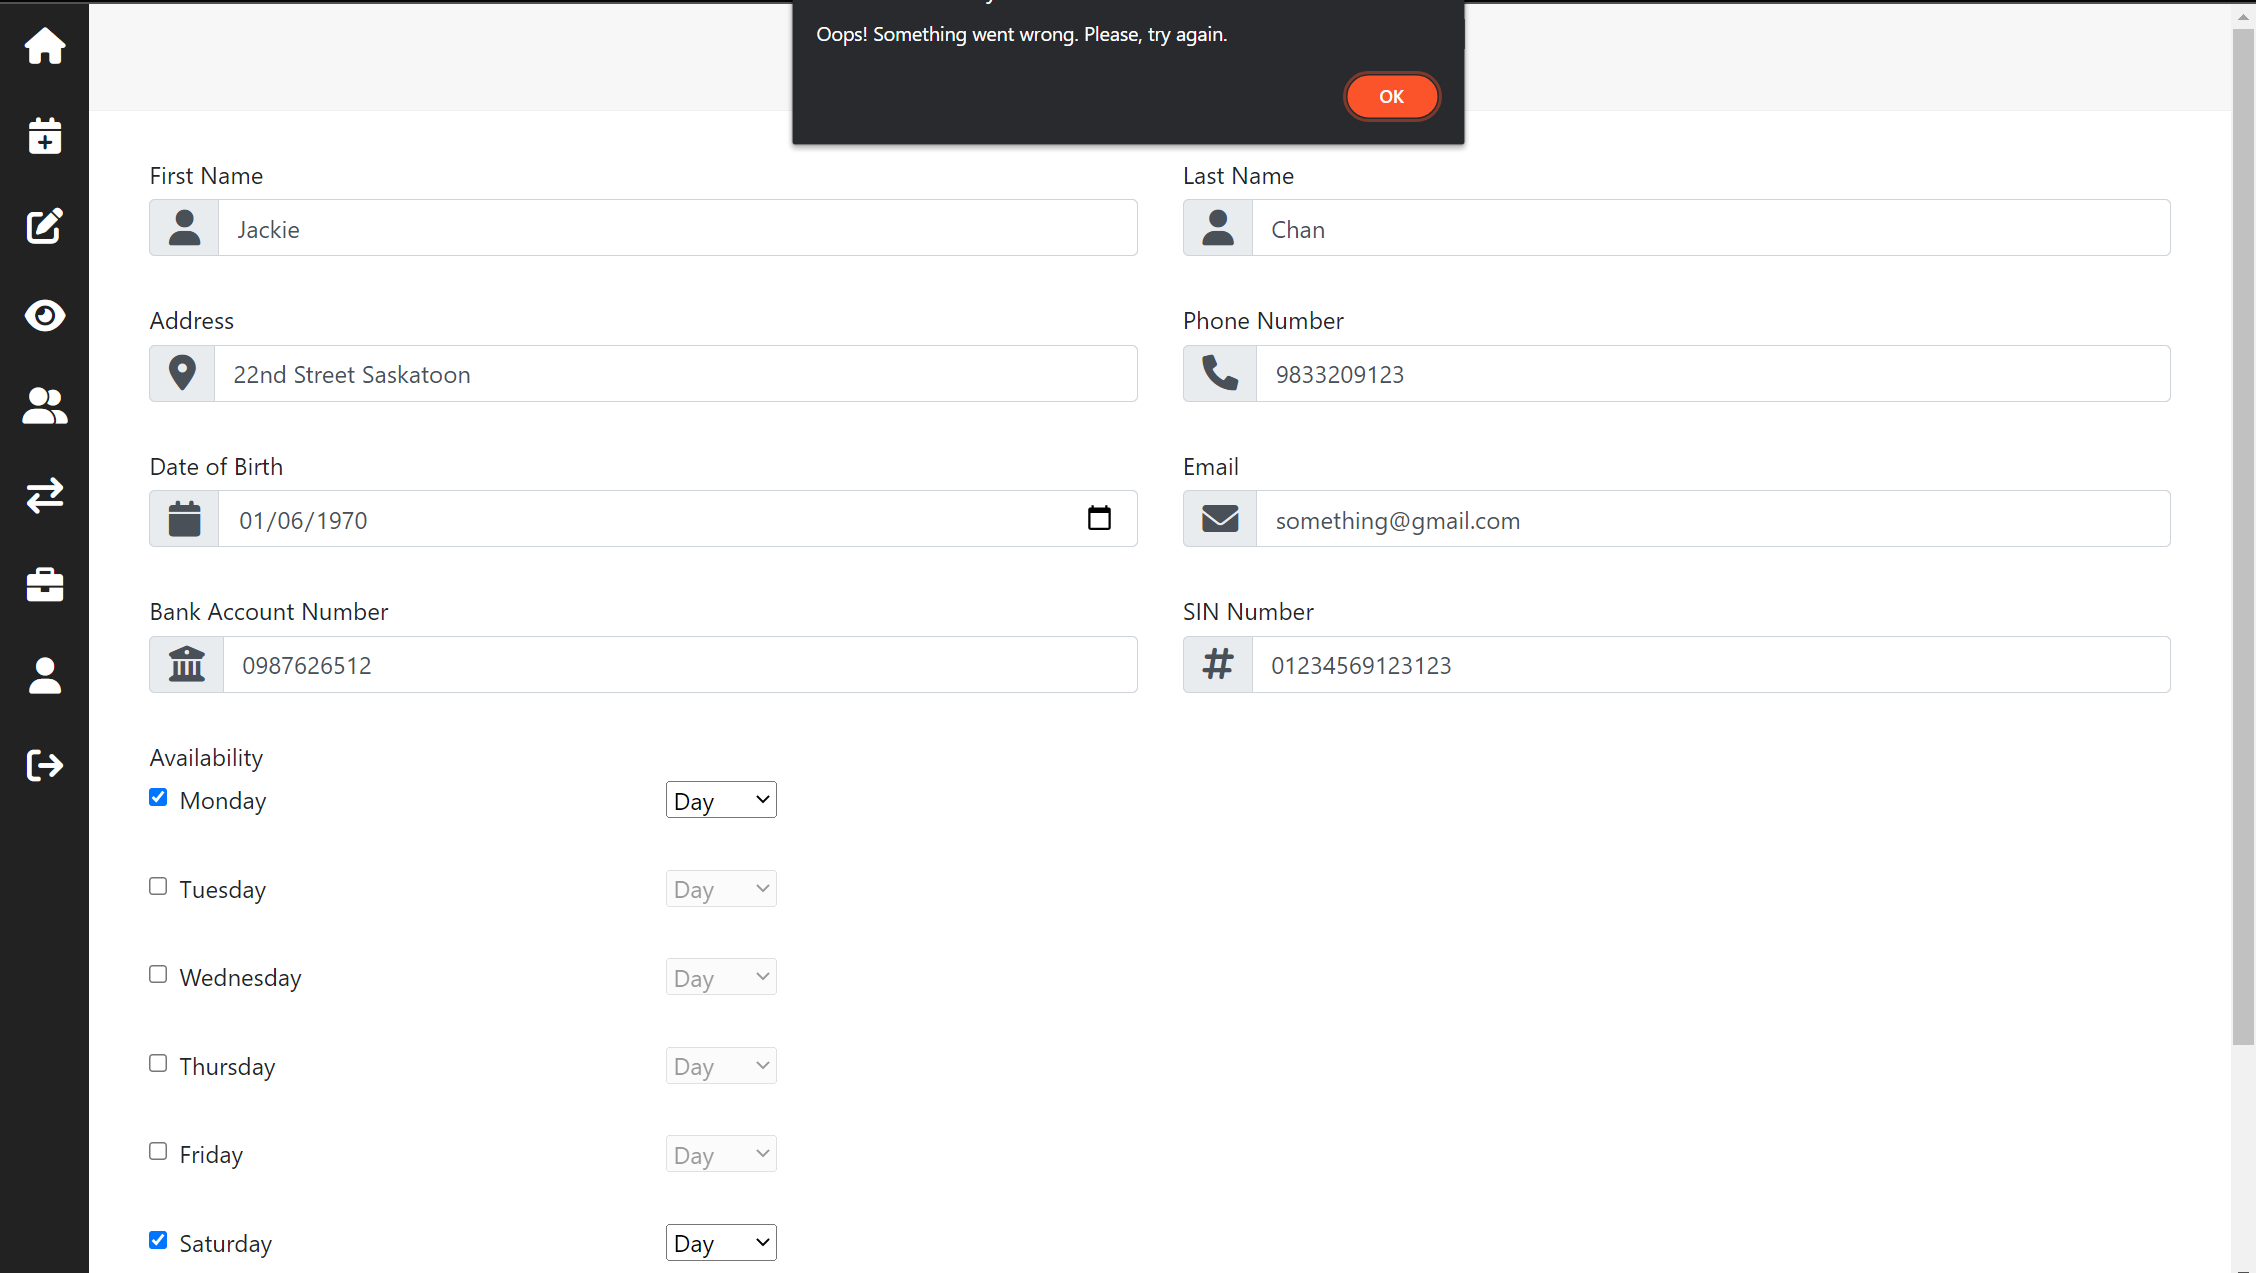 Oops! Something went wrong. Please, try again.
OK
First Name
Last Name
Jackie
Chan
Address
Phone Number
22nd Street Saskatoon
9833209123
Date of Birth
Email
01/06/1970
something@gmail.com
Bank Account Number
SIN Number
0987626512
01234569123123
Availability
Monday
Day
Tuesday
Day
Wednesday
Day
Thursday
Day
Friday
Day
Saturday
Day